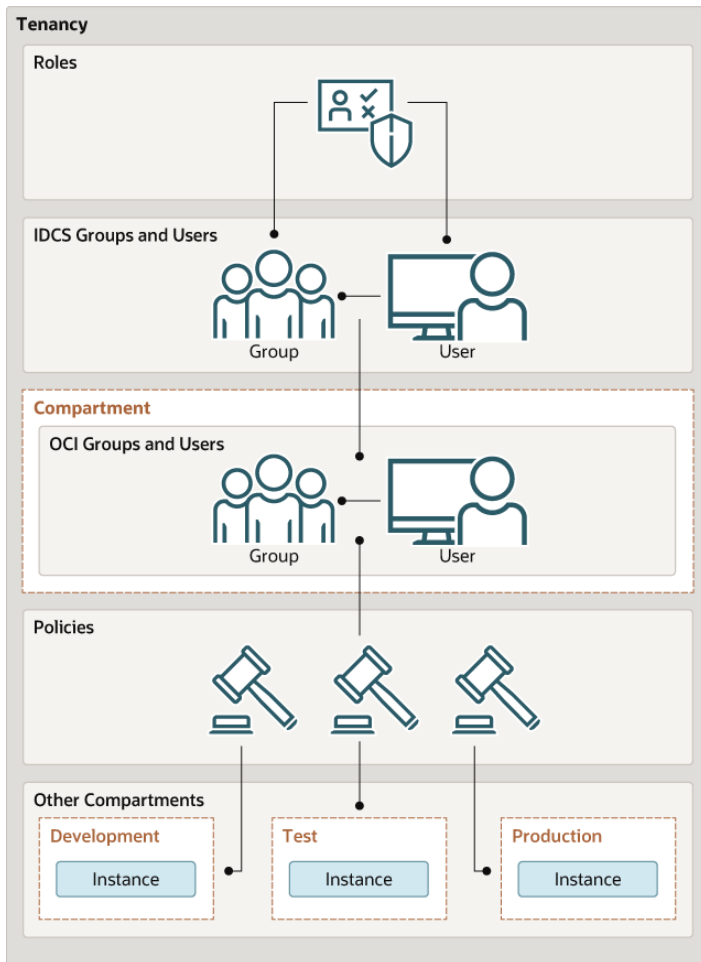 Tenancy
Roles
IDCS Groups and Users
Group
User
Compartment
OCI Groups and Users
Group
User
Policies
Other Compartments
Development
Test
Production
Instance
Instance
Instance